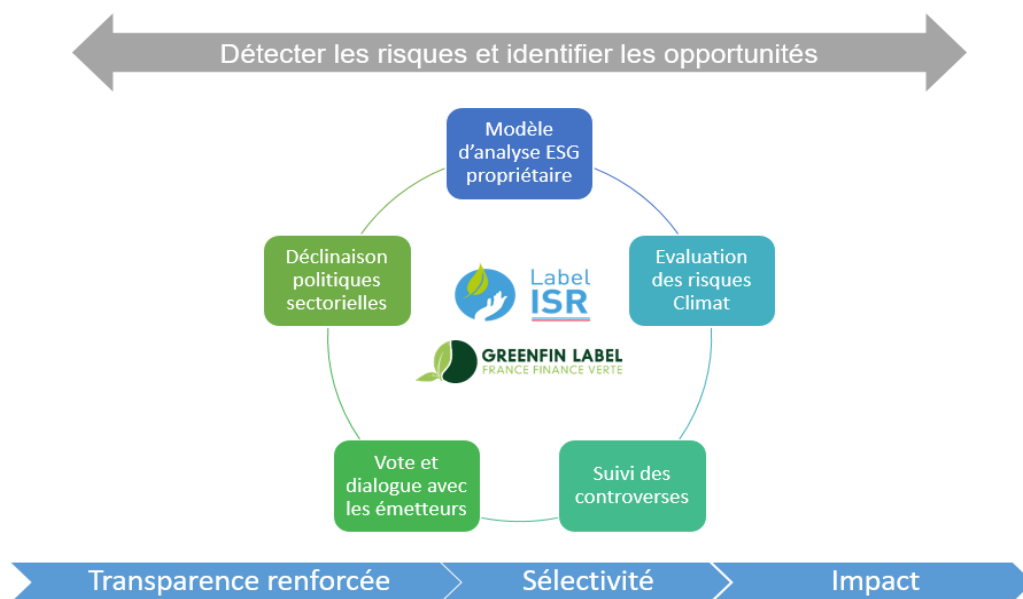 Détecter les risques et identifier les opportunités
Modèle
d'analyse ESG
propriétaire
Déclinaison
politiques
sectorielles
Evaluation
des risques
Climat
Label
ISR
GREENFIN LABEL
FRANCE FINANCE VERTE
Vote et
dialogue avec
les émetteurs
Suivi des
controverses
Transparence renforcée
Sélectivité
Impact